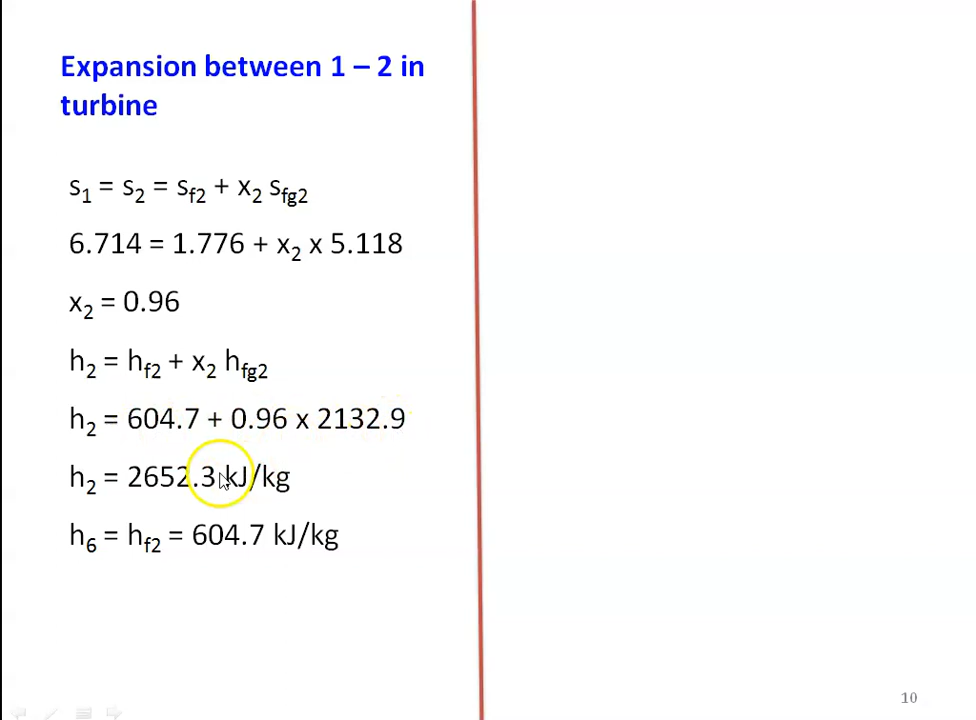 Expansion between 1 – 2 in
turbine
s1 = s2 = sf2 + x2 sfg2
6.714 = 1.776 + x2 x 5.118
x2 = 0.96
h2 = hf2 + x2 hfg2
h2 = 604.7 + 0.96 x 2132.9
h2 = 2652.3 kJ/kg
h6 = hf2 = 604.7 kJ/kg
10